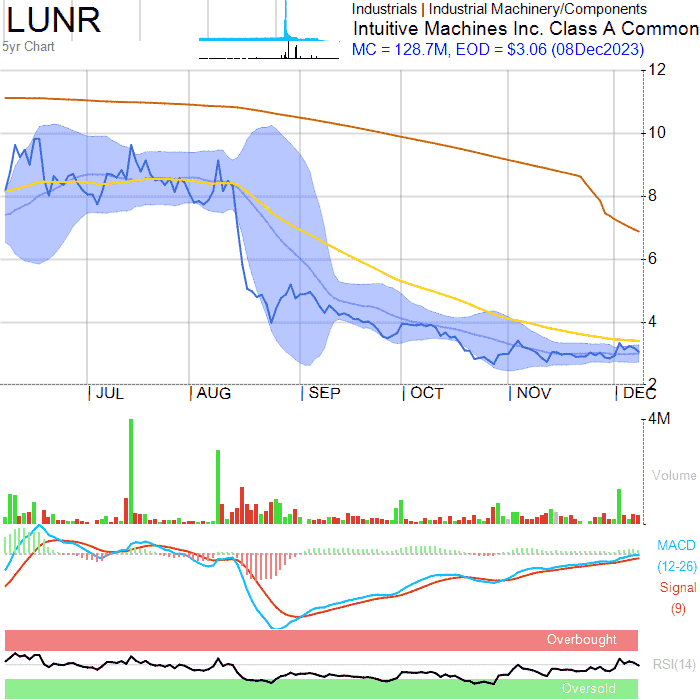 LUNR
5yr Chart
Industrials | Industrial Machinery/Components
Intuitive Machines Inc. Class A Common
MC = 128.7M, EOD = $3.06 (08Dec2023)
12
10
8
6
4
2
JUL AUG SEP OCT NOV DEC
4M
Volume
MACD
(12-26)
Signal
(9)
Overbought
RSI(14)
Oversold